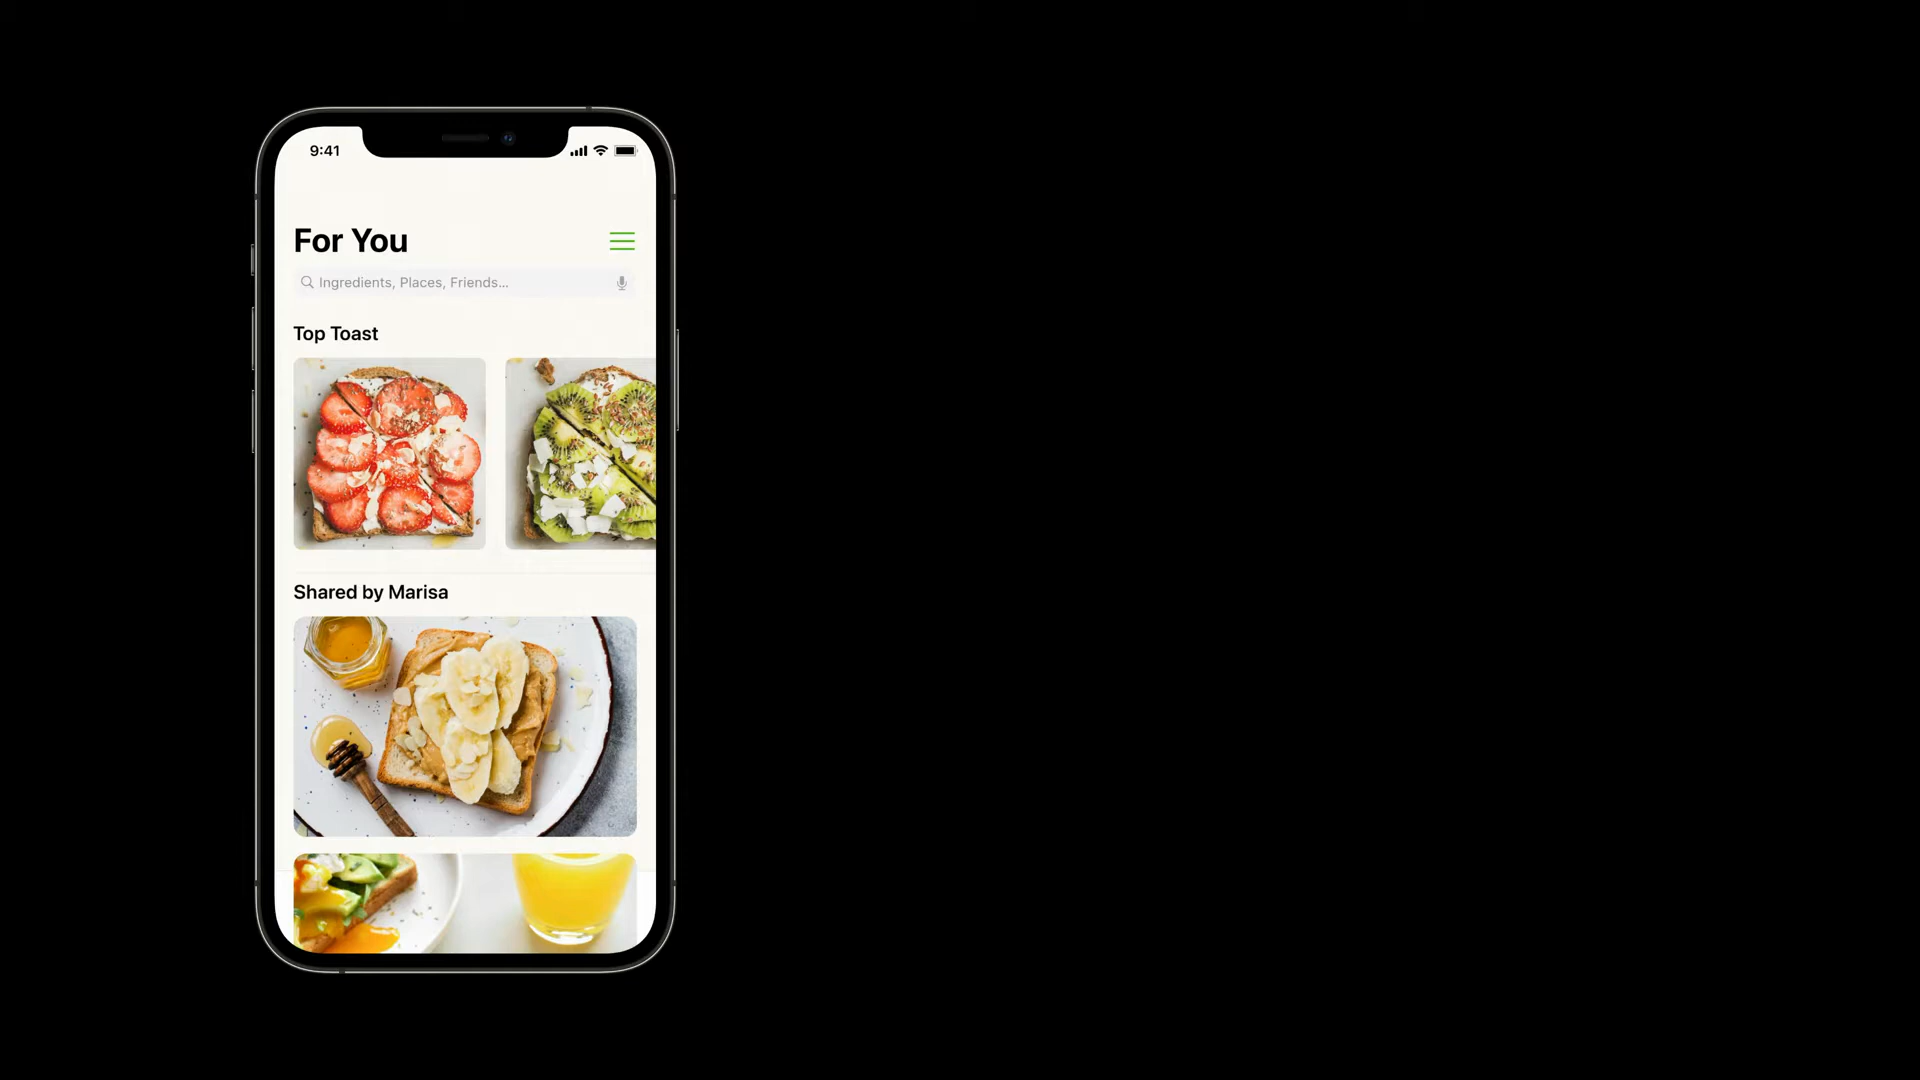 9:41
For You
Ingredients, Places, Friends...
Top Toast
Shared by Marisa